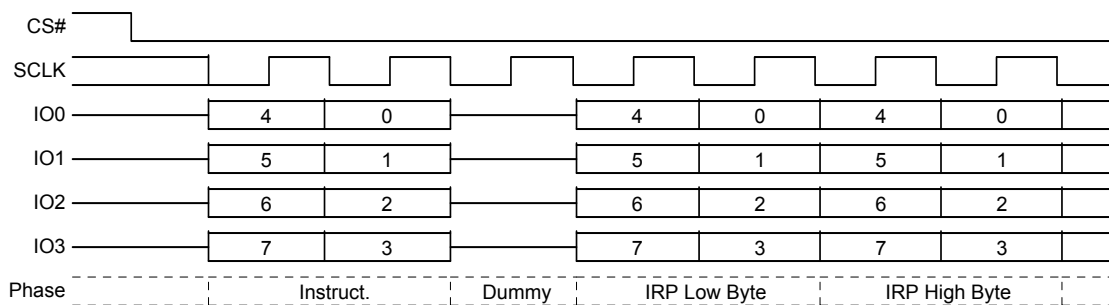 CS#
SCLK
IO0 4 0 4 0 4 0
IO1 5 1 5 1 5 1
IO2 6 2 6 2 6 2
IO3 7 3 7 3 7 3
Phase Instruct. Dummy IRP Low Byte IRP High Byte